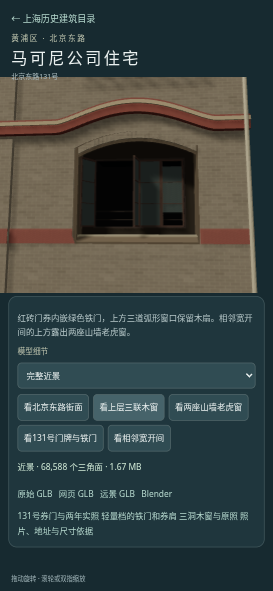 ← 上海历史建筑目录
黄浦区 · 北京东路
马可尼公司住宅
北京东路131号
红砖门券内嵌绿色铁门，上方三道弧形窗口保留木扇。相邻宽开
间的上方露出两座山墙老虎窗。
模型细节
完整近景
看北京东路街面
看上层三联木窗
看两座山墙老虎窗
看131号门牌与铁门
看相邻宽开间
近景 · 68,588 个三角面 · 1.67 MB
原始 GLB 网页 GLB 远景 GLB Blender
131号券门与两年实照 轻量档的铁门和券肩 三洞木窗与原照 照
片、地址与尺寸依据
拖动旋转 · 滚轮或双指缩放